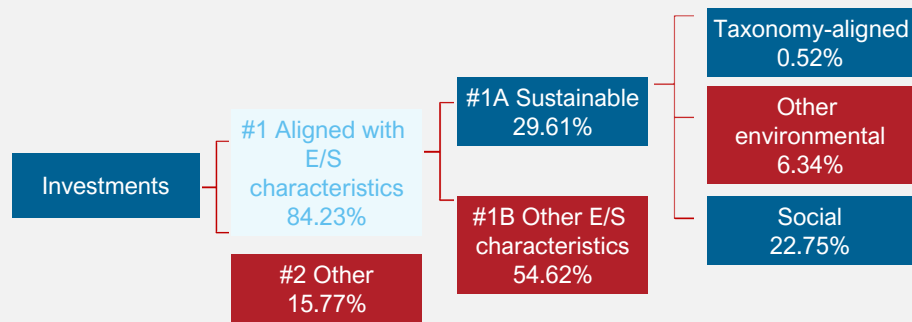 Investments
#1 Aligned with
E/S
characteristics
84.23%
#2 Other
15.77%
#1A Sustainable
29.61%
#1B Other E/S
characteristics
54.62%
Taxonomy-aligned
0.52%
Other
environmental
6.34%
Social
22.75%